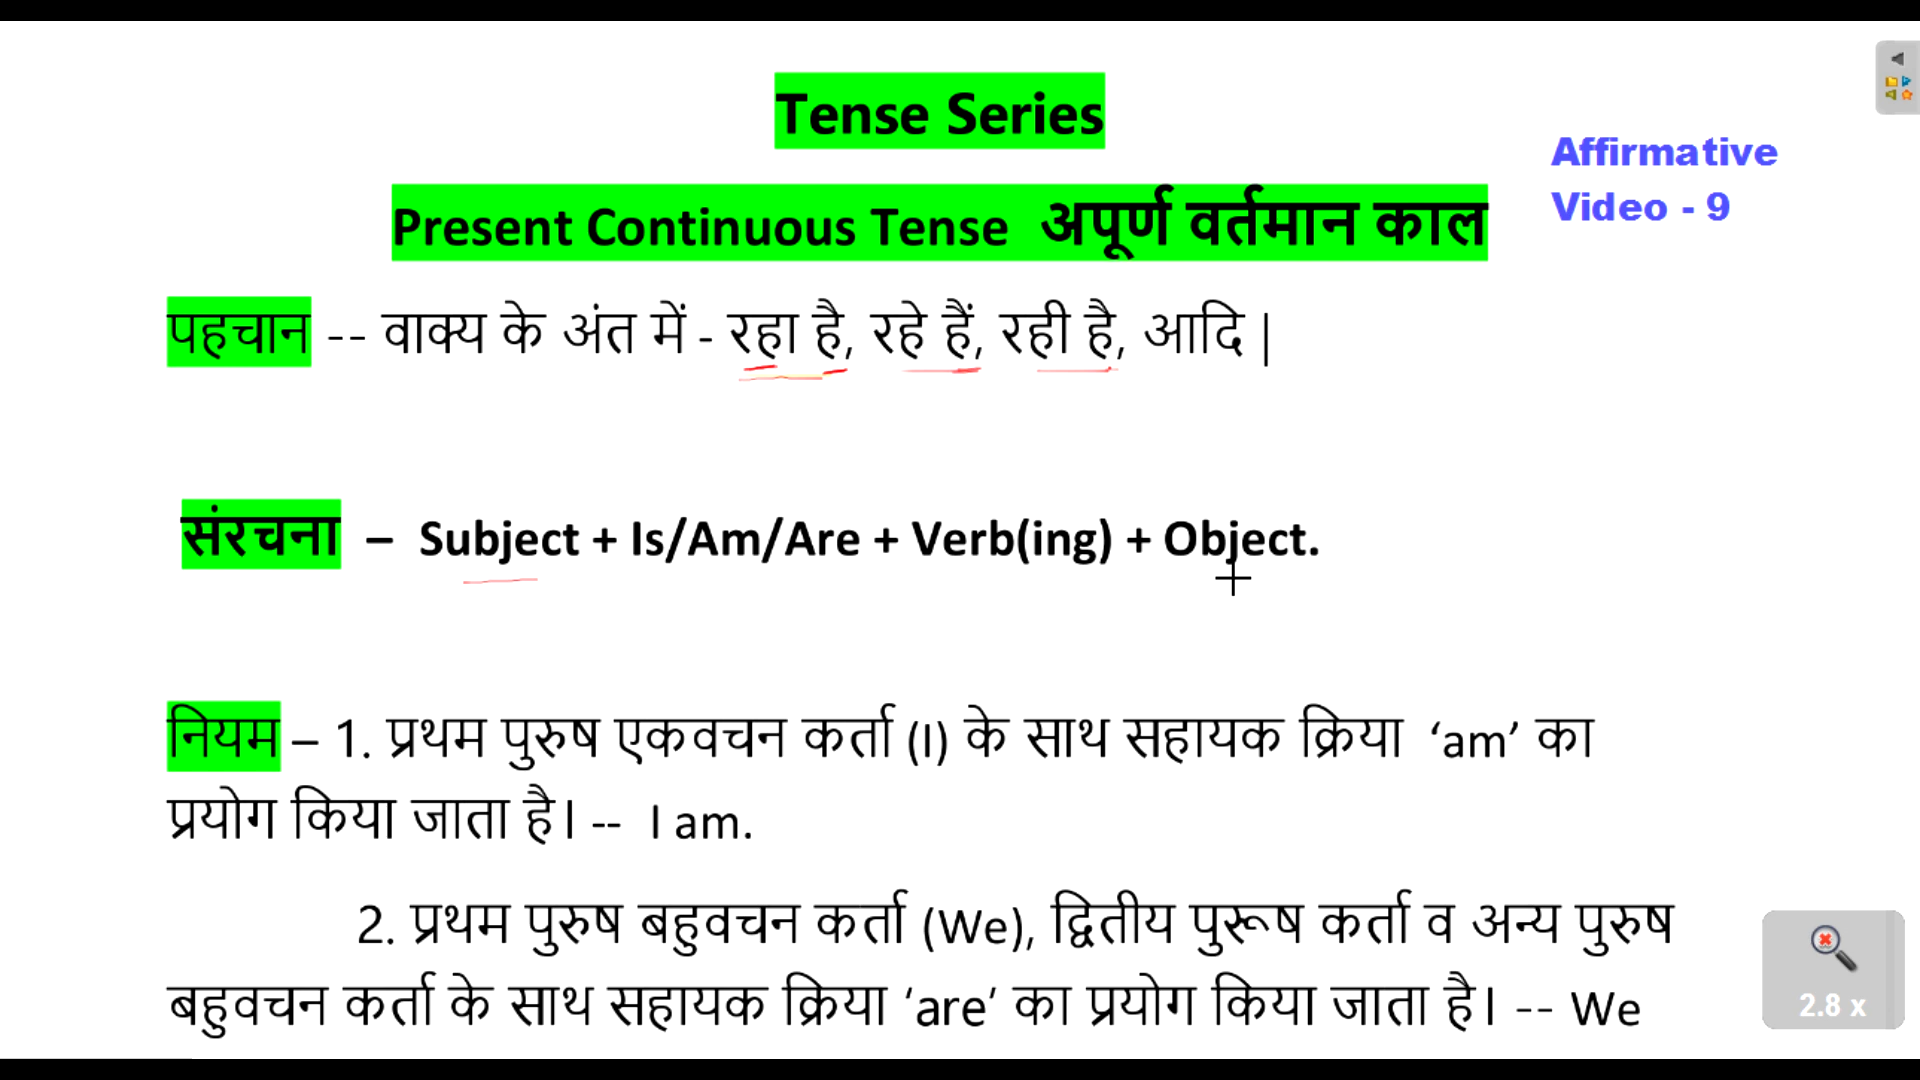 Tense Series
Affirmative
Video - 9
Present Continuous Tense अपूर्ण वर्तमान काल
पहचान -- वाक्य के अंत में - रहा है, रहे हैं, रही है, आदि |
संरचना – Subject + Is/Am/Are + Verb(ing) + Object.
नियम – 1. प्रथम पुरुष एकवचन कर्ता (I) के साथ सहायक क्रिया ‘am’ का
प्रयोग किया जाता है। -- I am.
2. प्रथम पुरुष बहुवचन कर्ता (We), द्वितीय पुरूष कर्ता व अन्य पुरुष
बहुवचन कर्ता के साथ सहायक क्रिया ‘are’ का प्रयोग किया जाता है। -- We
2.8 x